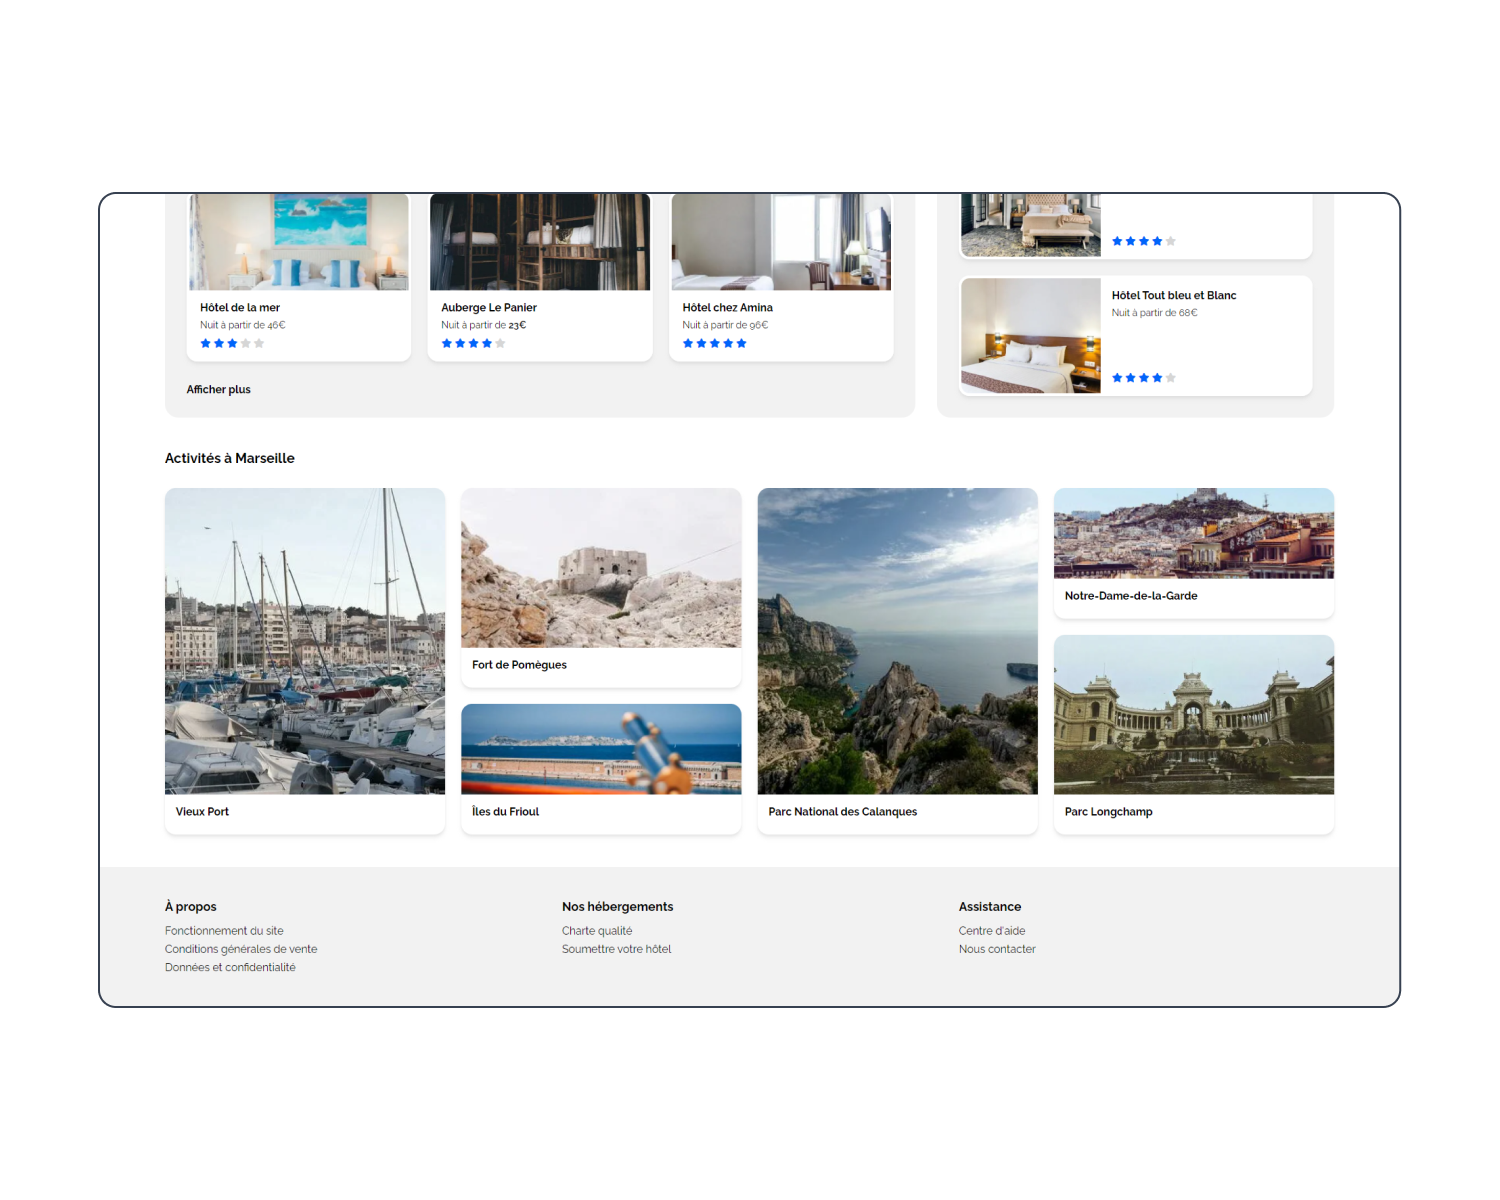 Hôtel de la mer
Nuit à partir de 46€
Auberge Le Panier
Nuit à partir de 23€
Hôtel chez Amina
Nuit à partir de 96€
Afficher plus
Hôtel Tout bleu et Blanc
Nuit à partir de 68€
Activités à Marseille
Vieux Port
Fort de Pomègues
Îles du Frioul
Parc National des Calanques
Notre-Dame-de-la-Garde
Parc Longchamp
À propos
Fonctionnement du site
Conditions générales de vente
Données et confidentialité
Nos hébergements
Charte qualité
Soumettre votre hôtel
Assistance
Centre d'aide
Nous contacter